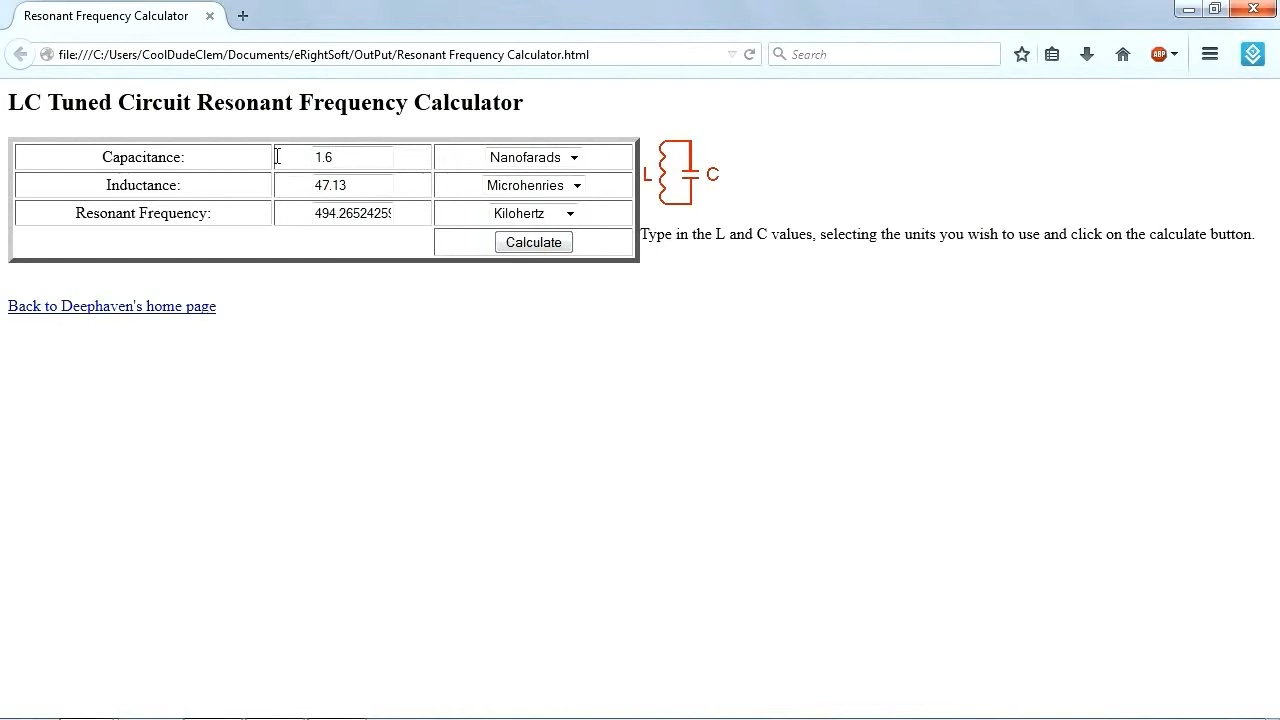 Resonant Frequency Calculator
file:///C:/Users/CoolDudeClem/Documents/eRightSoft/OutPut/Resonant Frequency Calculator.html
Search
ABP
LC Tuned Circuit Resonant Frequency Calculator
Capacitance: 1.6 Nanofarads
Inductance: 47.13 Microhenries
Resonant Frequency: 494.26524259 Kilohertz
Calculate
L C
Type in the L and C values, selecting the units you wish to use and click on the calculate button.
Back to Deephaven's home page